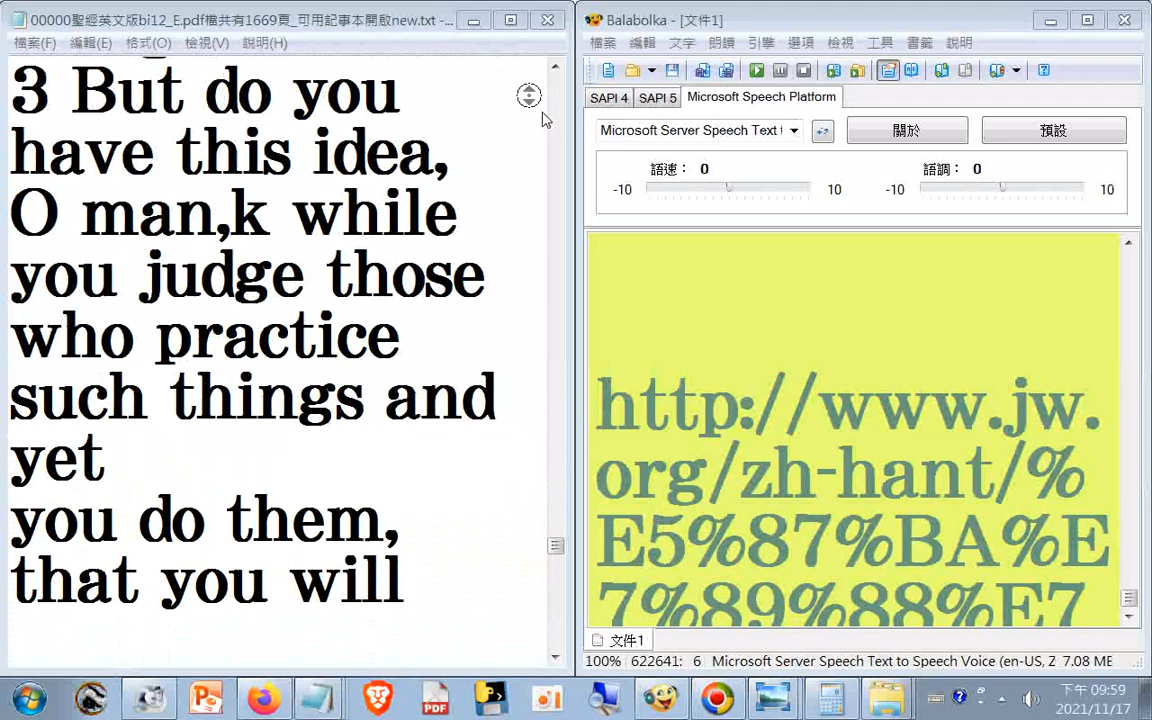 00000聖經英文版bi12_E.pdf檔共有1669頁_可用記事本開啟new.txt -...
檔案(F) 編輯(E) 格式(O) 檢視(V) 說明(H)
3 But do you
have this idea,
O man,k while
you judge those
who practice
such things and
yet
you do them,
that you will
Balabolka - [文件1]
檔案 編輯 文字 朗讀 引擎 選項 檢視 工具 書籤 說明
SAPI 4 SAPI 5 Microsoft Speech Platform
Microsoft Server Speech Text 關於 預設
語速： 0 語調： 0
-10 10 -10 10
http://www.jw.
org/zh-hant/%
E5%87%BA%E
7%89%88%E7
文件1
100% 622641: 6 Microsoft Server Speech Text to Speech Voice (en-US, Z 7.08 ME
PDF
下午 09:59
2021/11/17